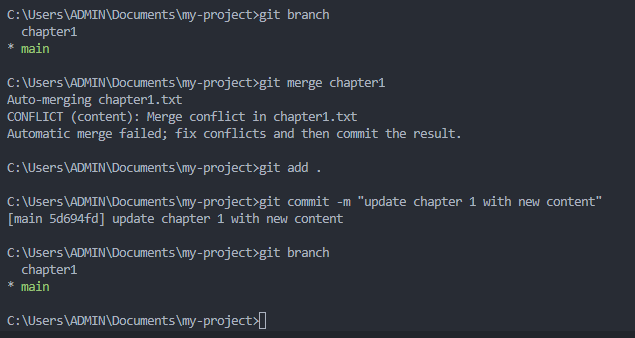 C:\Users\ADMIN\Documents\my-project>git branch
  chapter1
* main

C:\Users\ADMIN\Documents\my-project>git merge chapter1
Auto-merging chapter1.txt
CONFLICT (content): Merge conflict in chapter1.txt
Automatic merge failed; fix conflicts and then commit the result.

C:\Users\ADMIN\Documents\my-project>git add .

C:\Users\ADMIN\Documents\my-project>git commit -m "update chapter 1 with new content"
[main 5d694fd] update chapter 1 with new content

C:\Users\ADMIN\Documents\my-project>git branch
  chapter1
* main

C:\Users\ADMIN\Documents\my-project>